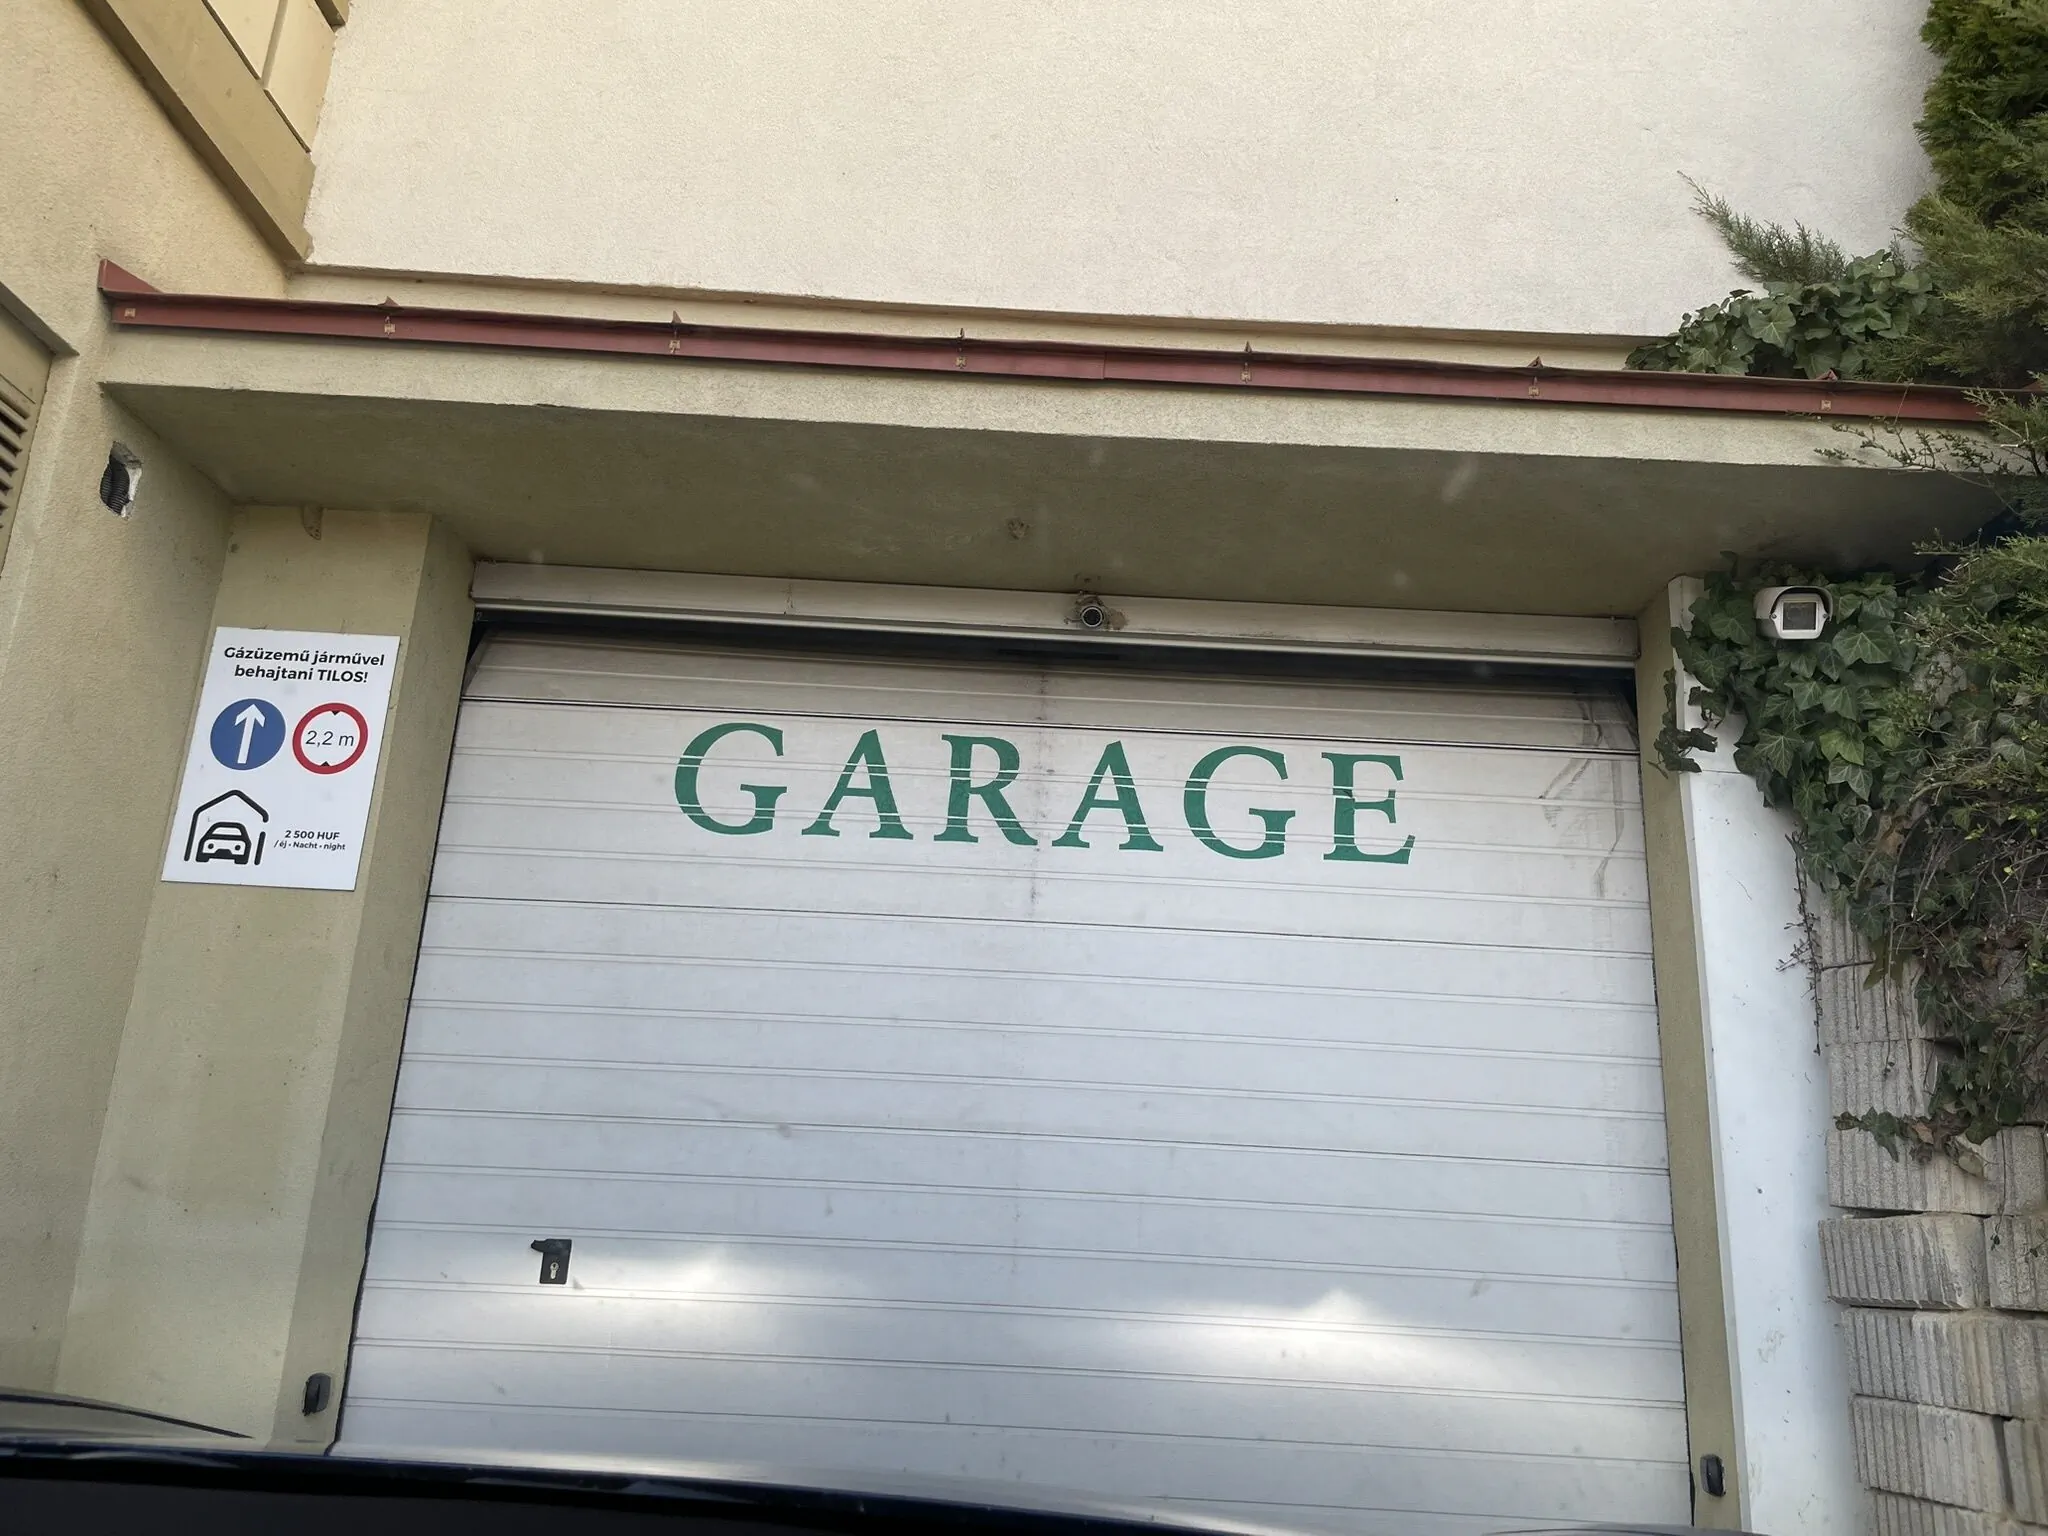 Gázüzemű járművel
behajtani TILOS!
2,2 m
2 500 HUF
/ éj • Nacht • night
GARAGE